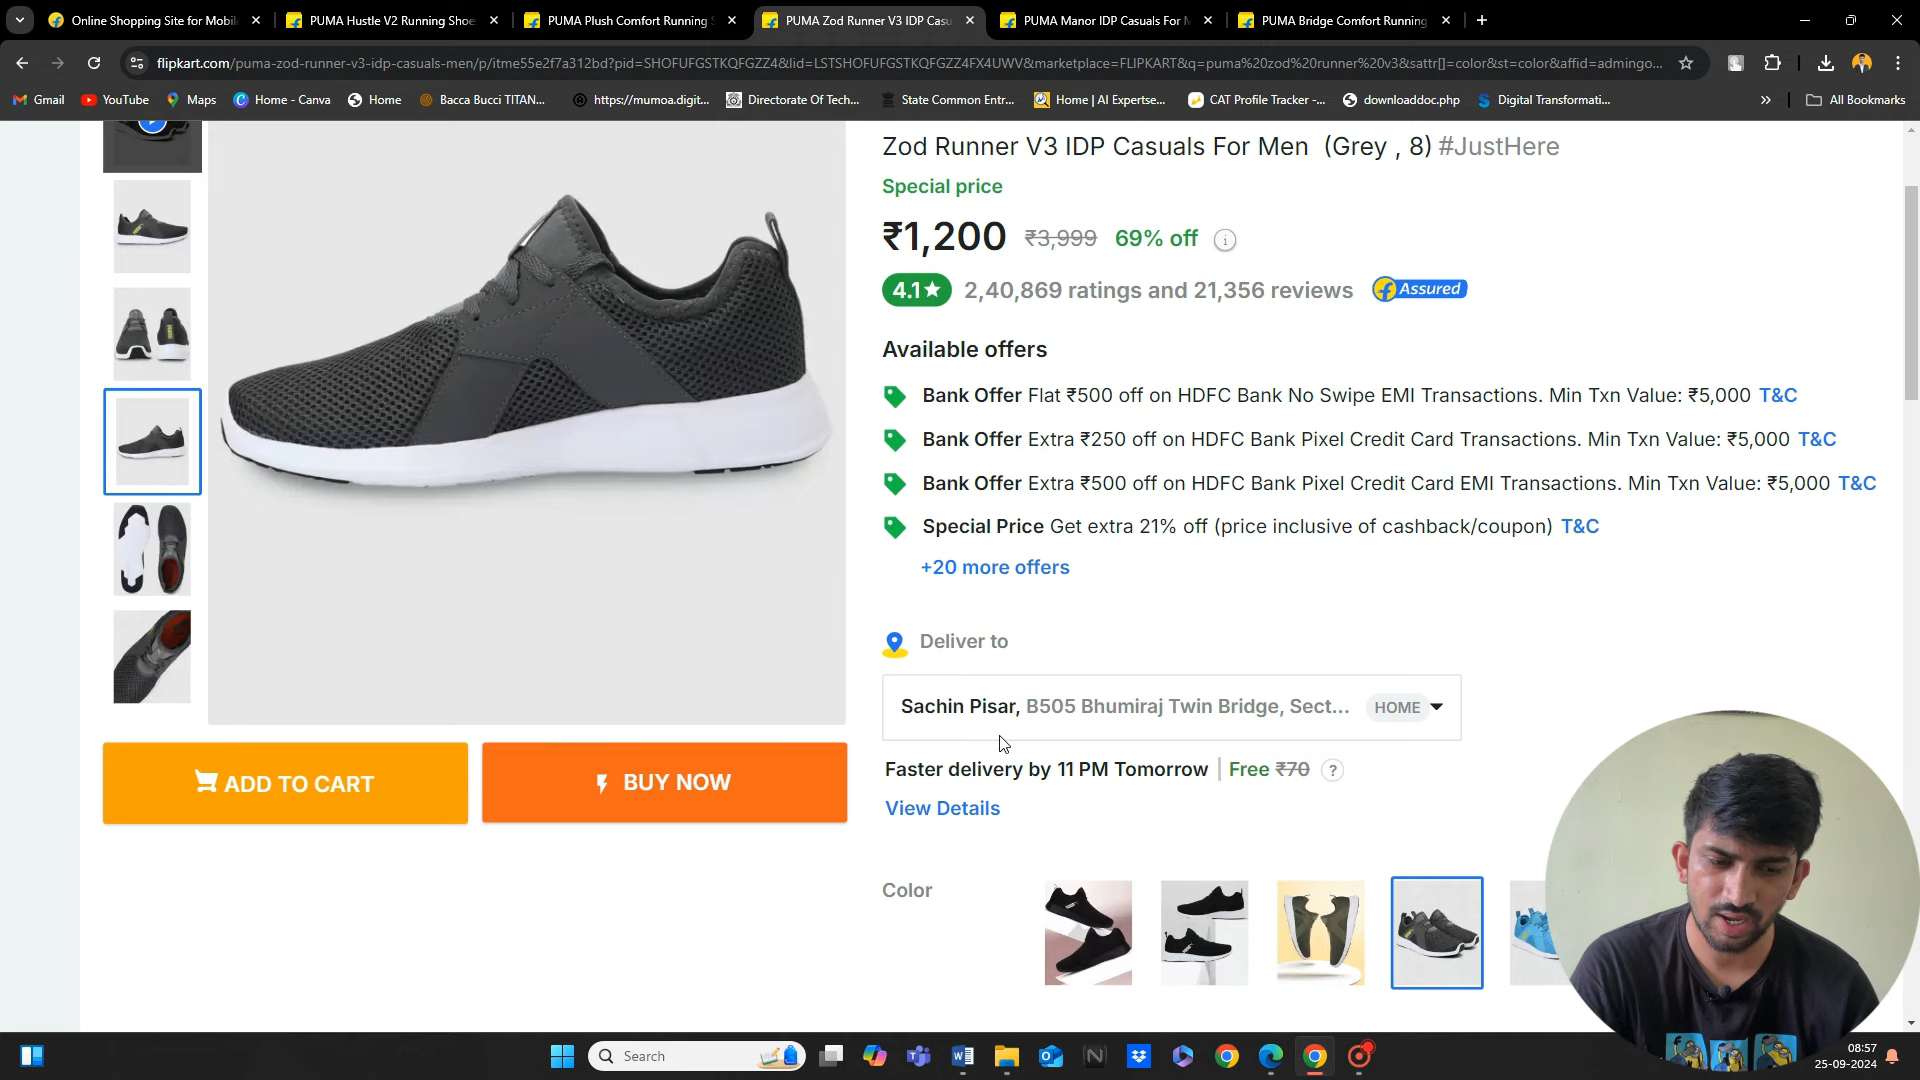 Online Shopping Site for Mobil
PUMA Hustle V2 Running Shoe
PUMA Plush Comfort Running S
PUMA Zod Runner V3 IDP Casu
PUMA Manor IDP Casuals For M
PUMA Bridge Comfort Running
flipkart.com/puma-zod-runner-v3-idp-casuals-men/p/itme55e2f7a312bd?pid=SHOFUFGSTKQFGZZ4&lid=LSTSHOFUFGSTKQFGZZ4FX4UWV&marketplace=FLIPKART&q=puma%20zod%20runner%20v3&sattr[]=color&st=color&affid=admingo...
Gmail
YouTube
Maps
Home - Canva
Home
Bacca Bucci TITAN...
https://mumoa.digit...
Directorate Of Tech...
State Common Entr...
Home | AI Expertse...
CAT Profile Tracker -...
downloaddoc.php
Digital Transformati...
All Bookmarks
Zod Runner V3 IDP Casuals For Men (Grey , 8) #JustHere
Special price
₹1,200 ₹3,999 69% off
4.1★ 2,40,869 ratings and 21,356 reviews Assured
Available offers
Bank Offer Flat ₹500 off on HDFC Bank No Swipe EMI Transactions. Min Txn Value: ₹5,000 T&C
Bank Offer Extra ₹250 off on HDFC Bank Pixel Credit Card Transactions. Min Txn Value: ₹5,000 T&C
Bank Offer Extra ₹500 off on HDFC Bank Pixel Credit Card EMI Transactions. Min Txn Value: ₹5,000 T&C
Special Price Get extra 21% off (price inclusive of cashback/coupon) T&C
+20 more offers
Deliver to
Sachin Pisar, B505 Bhumiraj Twin Bridge, Sect... HOME
Faster delivery by 11 PM Tomorrow | Free ₹70 ?
View Details
ADD TO CART
BUY NOW
Color
Search
08:57
25-09-2024